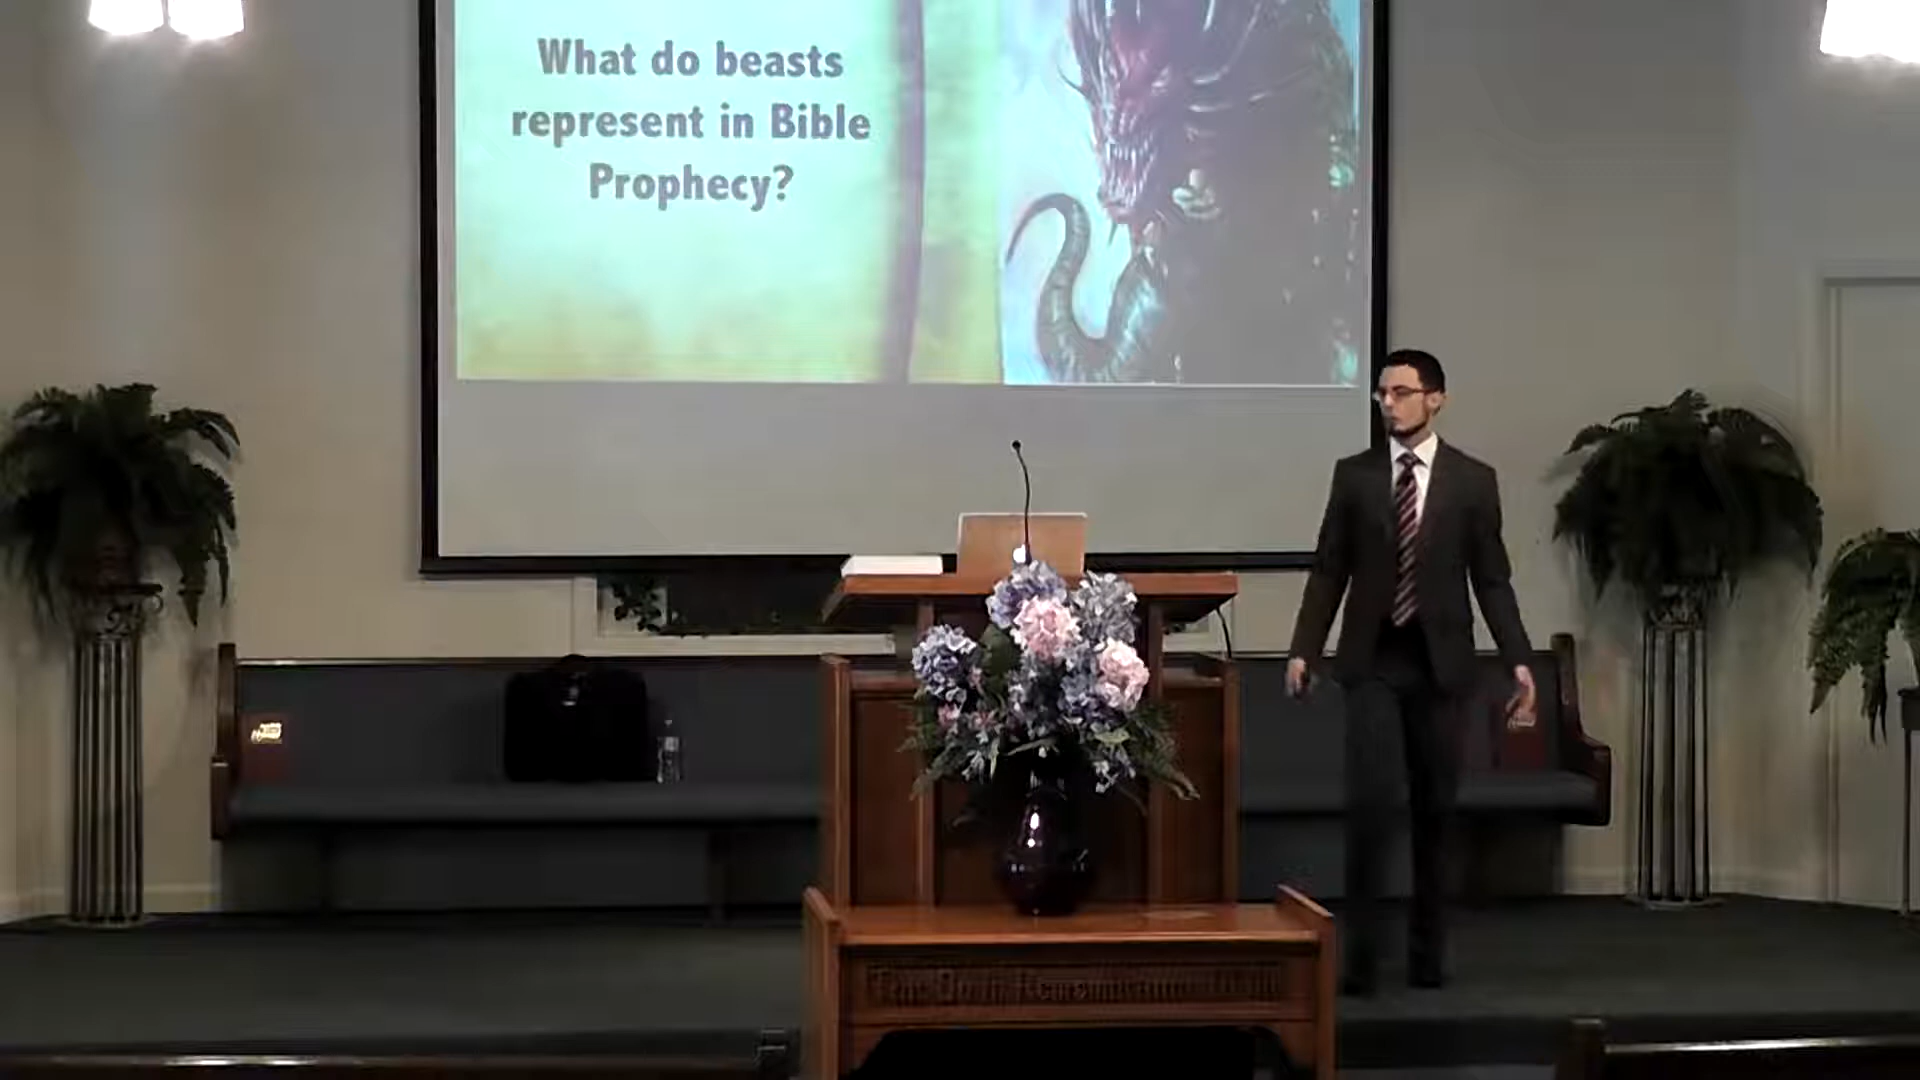 What do beasts
represent in Bible
Prophecy?